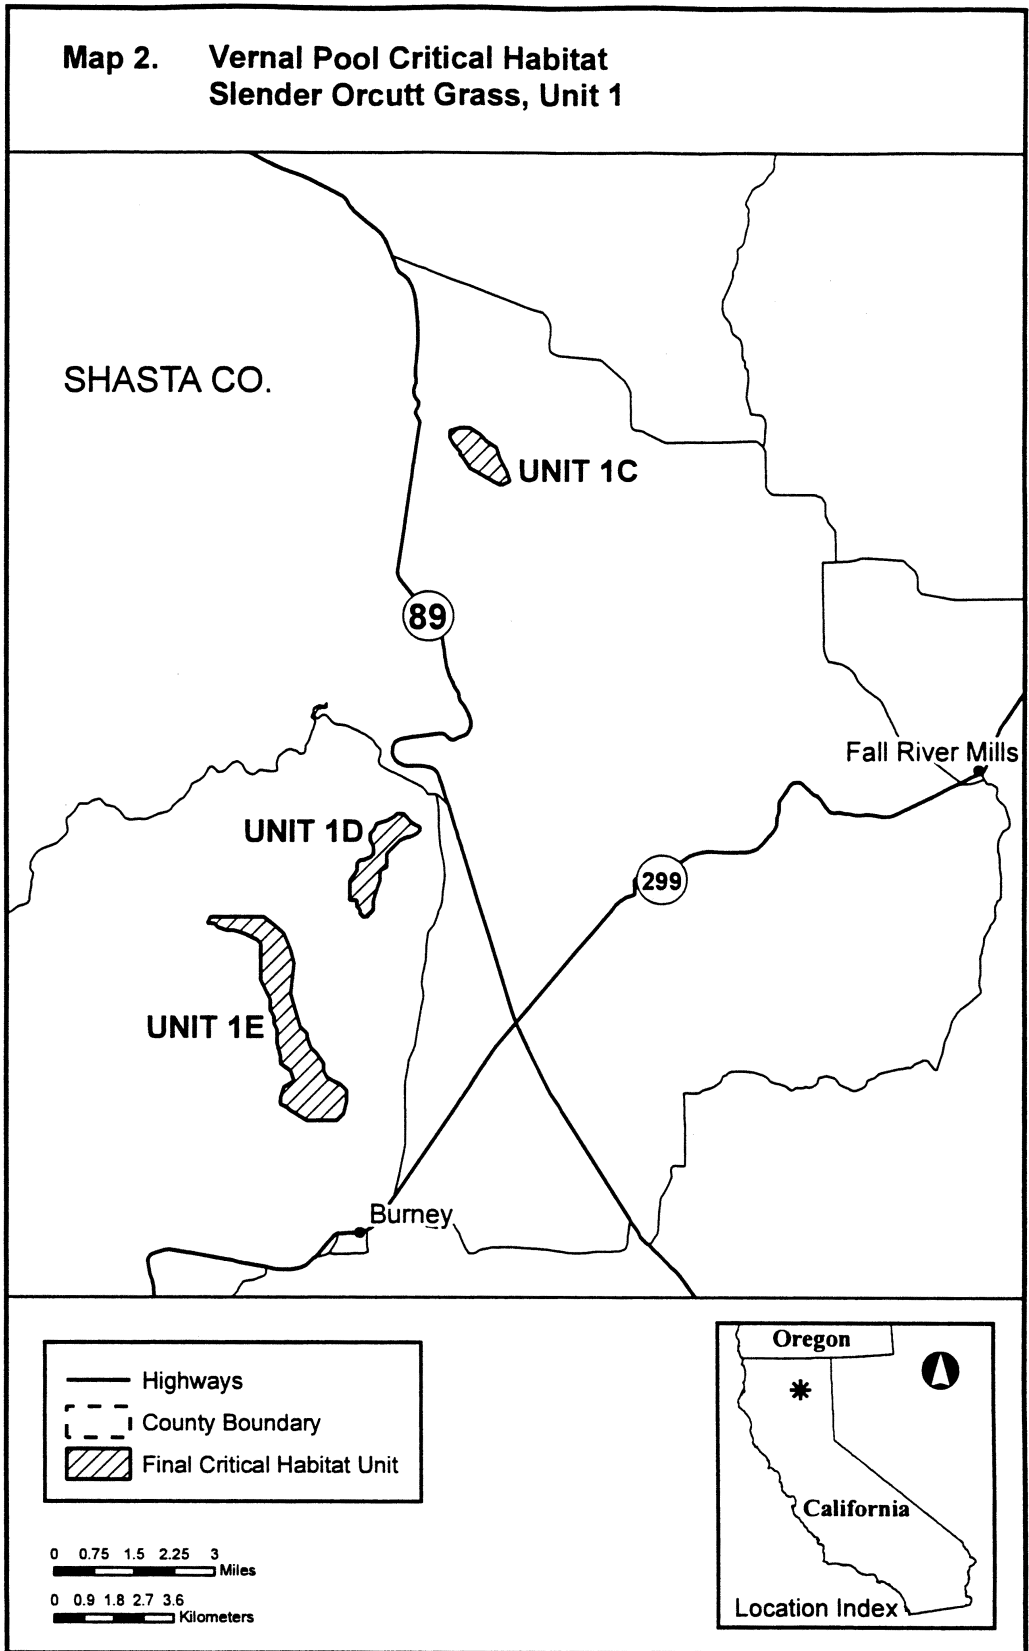 Map 2. Vernal Pool Critical Habitat
Slender Orcutt Grass, Unit 1
SHASTA CO.
UNIT 1C
89
Fall River Mills
UNIT 1D
299
UNIT 1E
Burney
Highways
County Boundary
Final Critical Habitat Unit
0 0.75 1.5 2.25 3
Miles
0 0.9 1.8 2.7 3.6
Kilometers
Oregon
California
Location Index